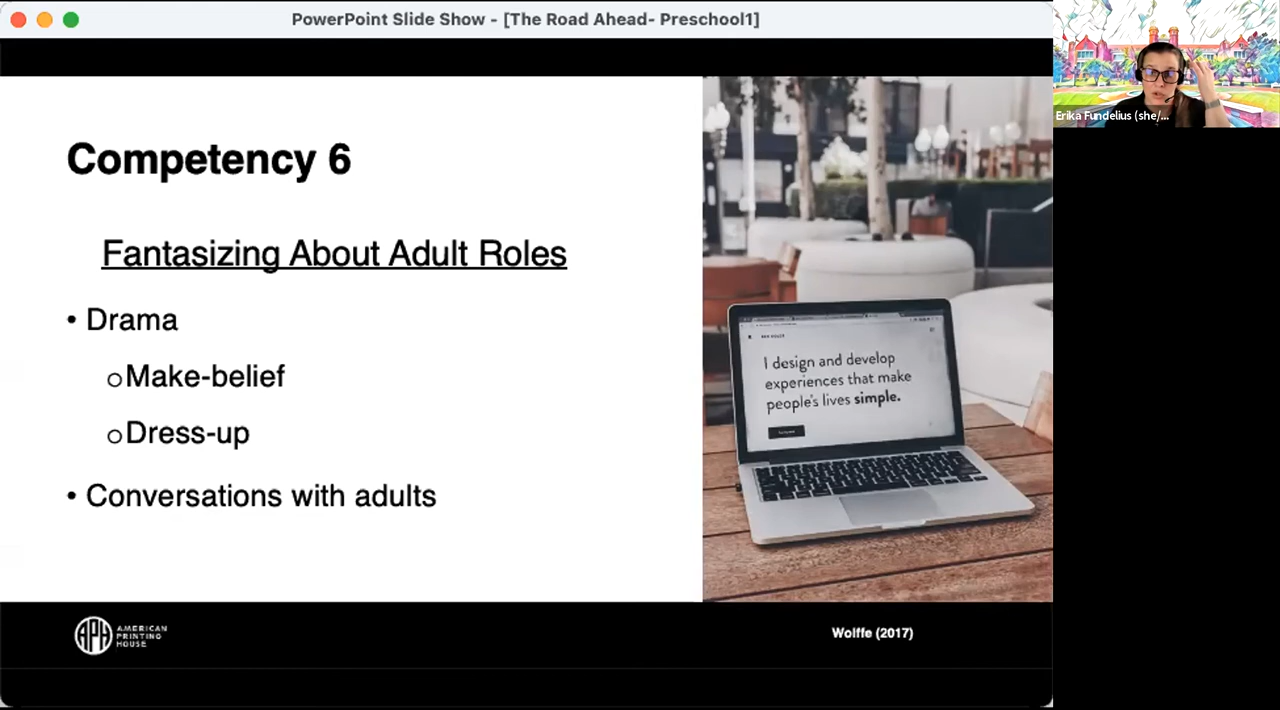 PowerPoint Slide Show - [The Road Ahead- Preschool1]
Competency 6
Fantasizing About Adult Roles
• Drama
o Make-belief
o Dress-up
• Conversations with adults
I design and develop
experiences that make
people's lives simple.
APH
AMERICAN
PRINTING
HOUSE
Wolffe (2017)
Erika Fundelius (she/...